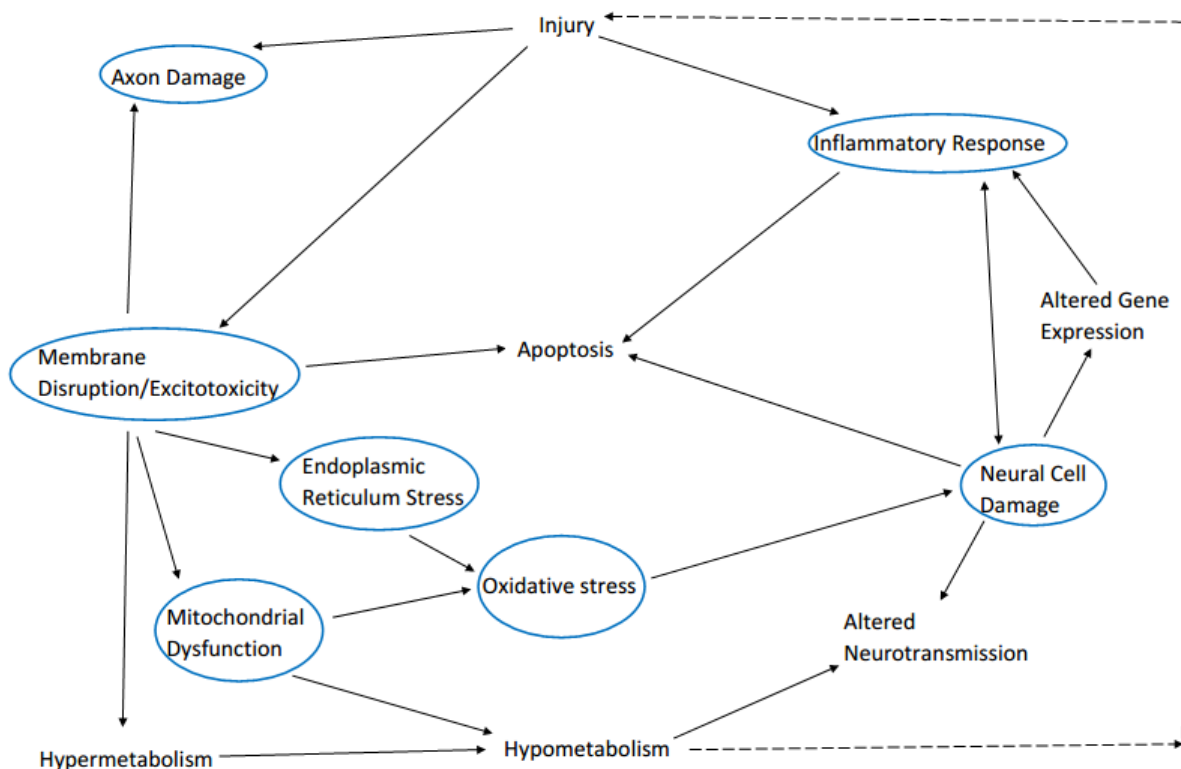 Injury
Axon Damage
Inflammatory Response
Altered Gene
Expression
Membrane
Disruption/Excitotoxicity
Apoptosis
Endoplasmic
Reticulum Stress
Neural Cell
Damage
Oxidative stress
Mitochondrial
Dysfunction
Altered
Neurotransmission
Hypermetabolism
Hypometabolism